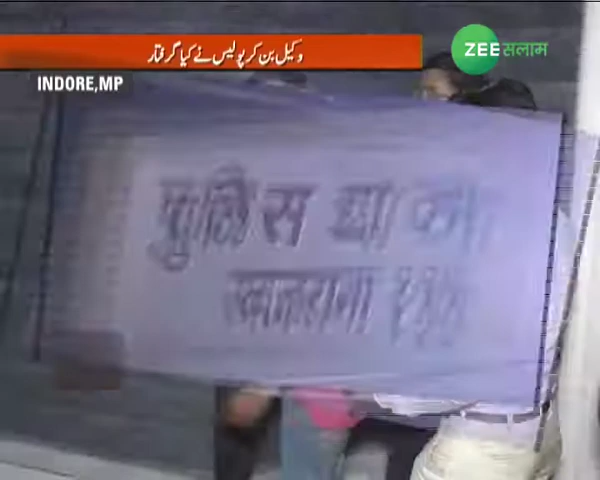 وکیل بن کر پولیس نے کیا گرفتار
ZEE सलाम
INDORE,MP
पुलिस
खजराना